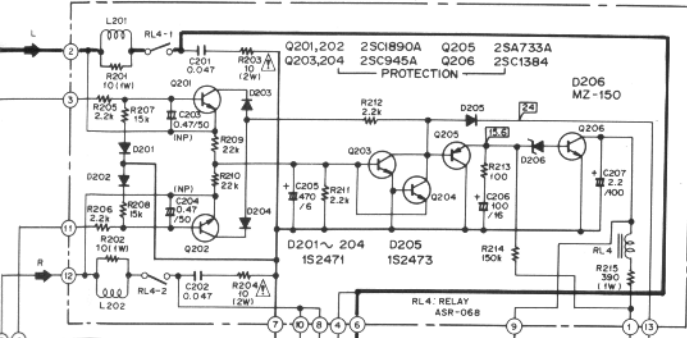 L
L201
RL4-1
2
R201
10(1W)
C201
0.047
R203
10
(2W)
Q201,202 2SC1890A Q205 2SA733A
Q203,204 2SC945A Q206 2SC1384
PROTECTION
D206
MZ-150
3
R205
2.2k
R207
15k
Q201
C203
0.47/50
(NP)
D203
R209
22k
R212
2.2k
D205
24
Q205
15.6
D206
Q206
D201
Q203
R213
100
D202
(NP)
R210
22k
C205
470
/6
R211
2.2k
Q204
C206
100
/16
C207
2.2
/100
R208
15k
C204
0.47
/50
D204
R206
2.2k
11
Q202
R202
10(1W)
D201~204
1S2471
D205
1S2473
R214
150k
RL4
R215
390
(1W)
R
12
L202
RL4-2
C202
0.047
R204
10
(2W)
RL4: RELAY
ASR-068
7
10
8
4
6
9
1
13